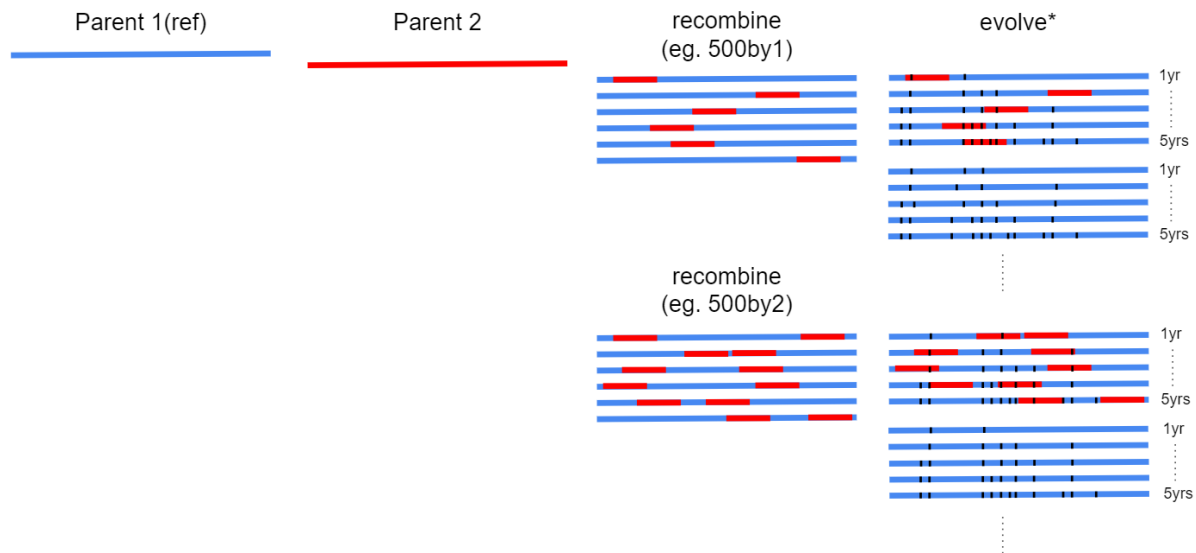 Parent 1(ref)
Parent 2
recombine
(eg. 500by1)
evolve*
1yr
5yrs
1yr
5yrs
recombine
(eg. 500by2)
1yr
5yrs
1yr
5yrs